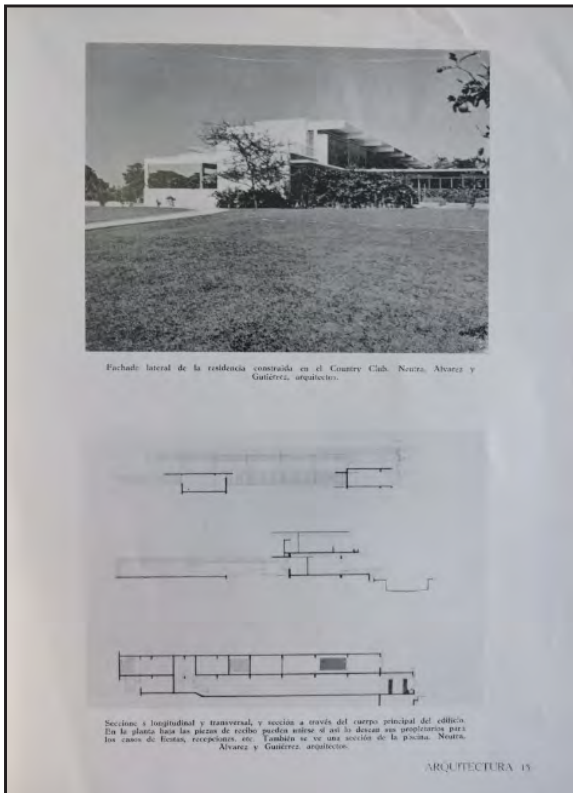 Fachade lateral de la residencia construida en el Country Club. Neutra, Alvarez y
Gutiérrez, arquitectos.
Seccione s longitudinal y transversal, y sección a través del cuerpo principal del edificio.
En la planta baja las piezas de recibo pueden unirse si así lo desean sus propietarios para
los casos de fiestas, recepciones, etc. También se ve una sección de la piscina. Neutra,
Alvarez y Gutiérrez, arquitectos.
ARQUITECTURA 15